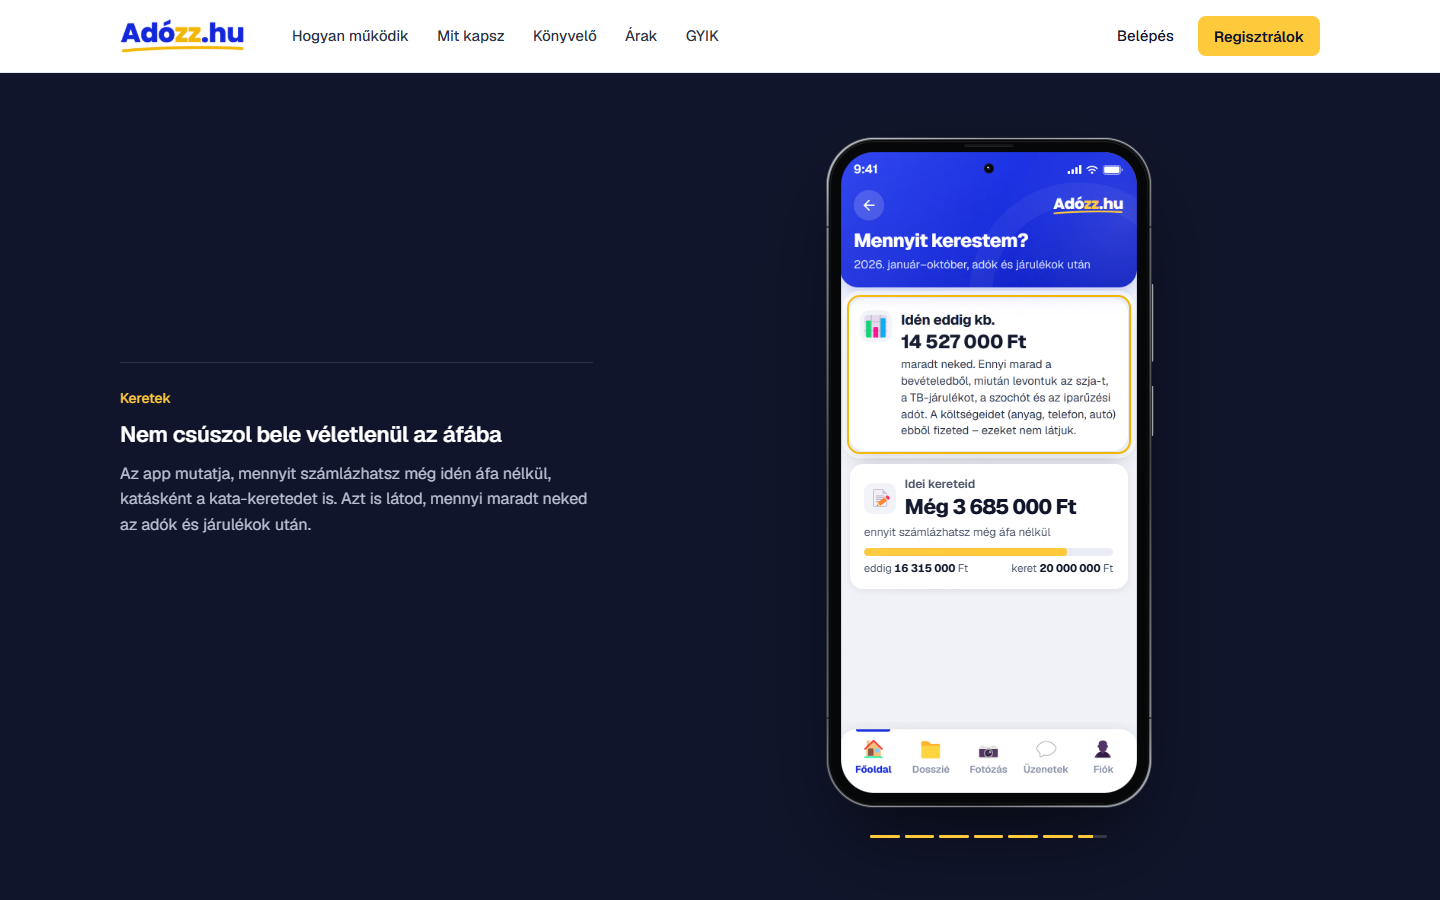 Adózz.hu
Hogyan működik
Mit kapsz
Könyvelő
Árak
GYIK
Belépés
Regisztrálok
Keretek
Nem csúszol bele véletlenül az áfába
Az app mutatja, mennyit számlázhatsz még idén áfa nélkül,
katásként a kata-keretedet is. Azt is látod, mennyi maradt neked
az adók és járulékok után.
9:41
Adózz.hu
Mennyit kerestem?
2026. január–október, adók és járulékok után
Idén eddig kb.
14 527 000 Ft
maradt neked. Ennyi marad a
bevételedből, miután levontuk az szja-t,
a TB-járulékot, a szochót és az iparűzési
adót. A költségeidet (anyag, telefon, autó)
ebből fizeted – ezeket nem látjuk.
Idei kereteid
Még 3 685 000 Ft
ennyit számlázhatsz még áfa nélkül
eddig 16 315 000 Ft
keret 20 000 000 Ft
Főoldal
Dosszié
Fotózás
Üzenetek
Fiók